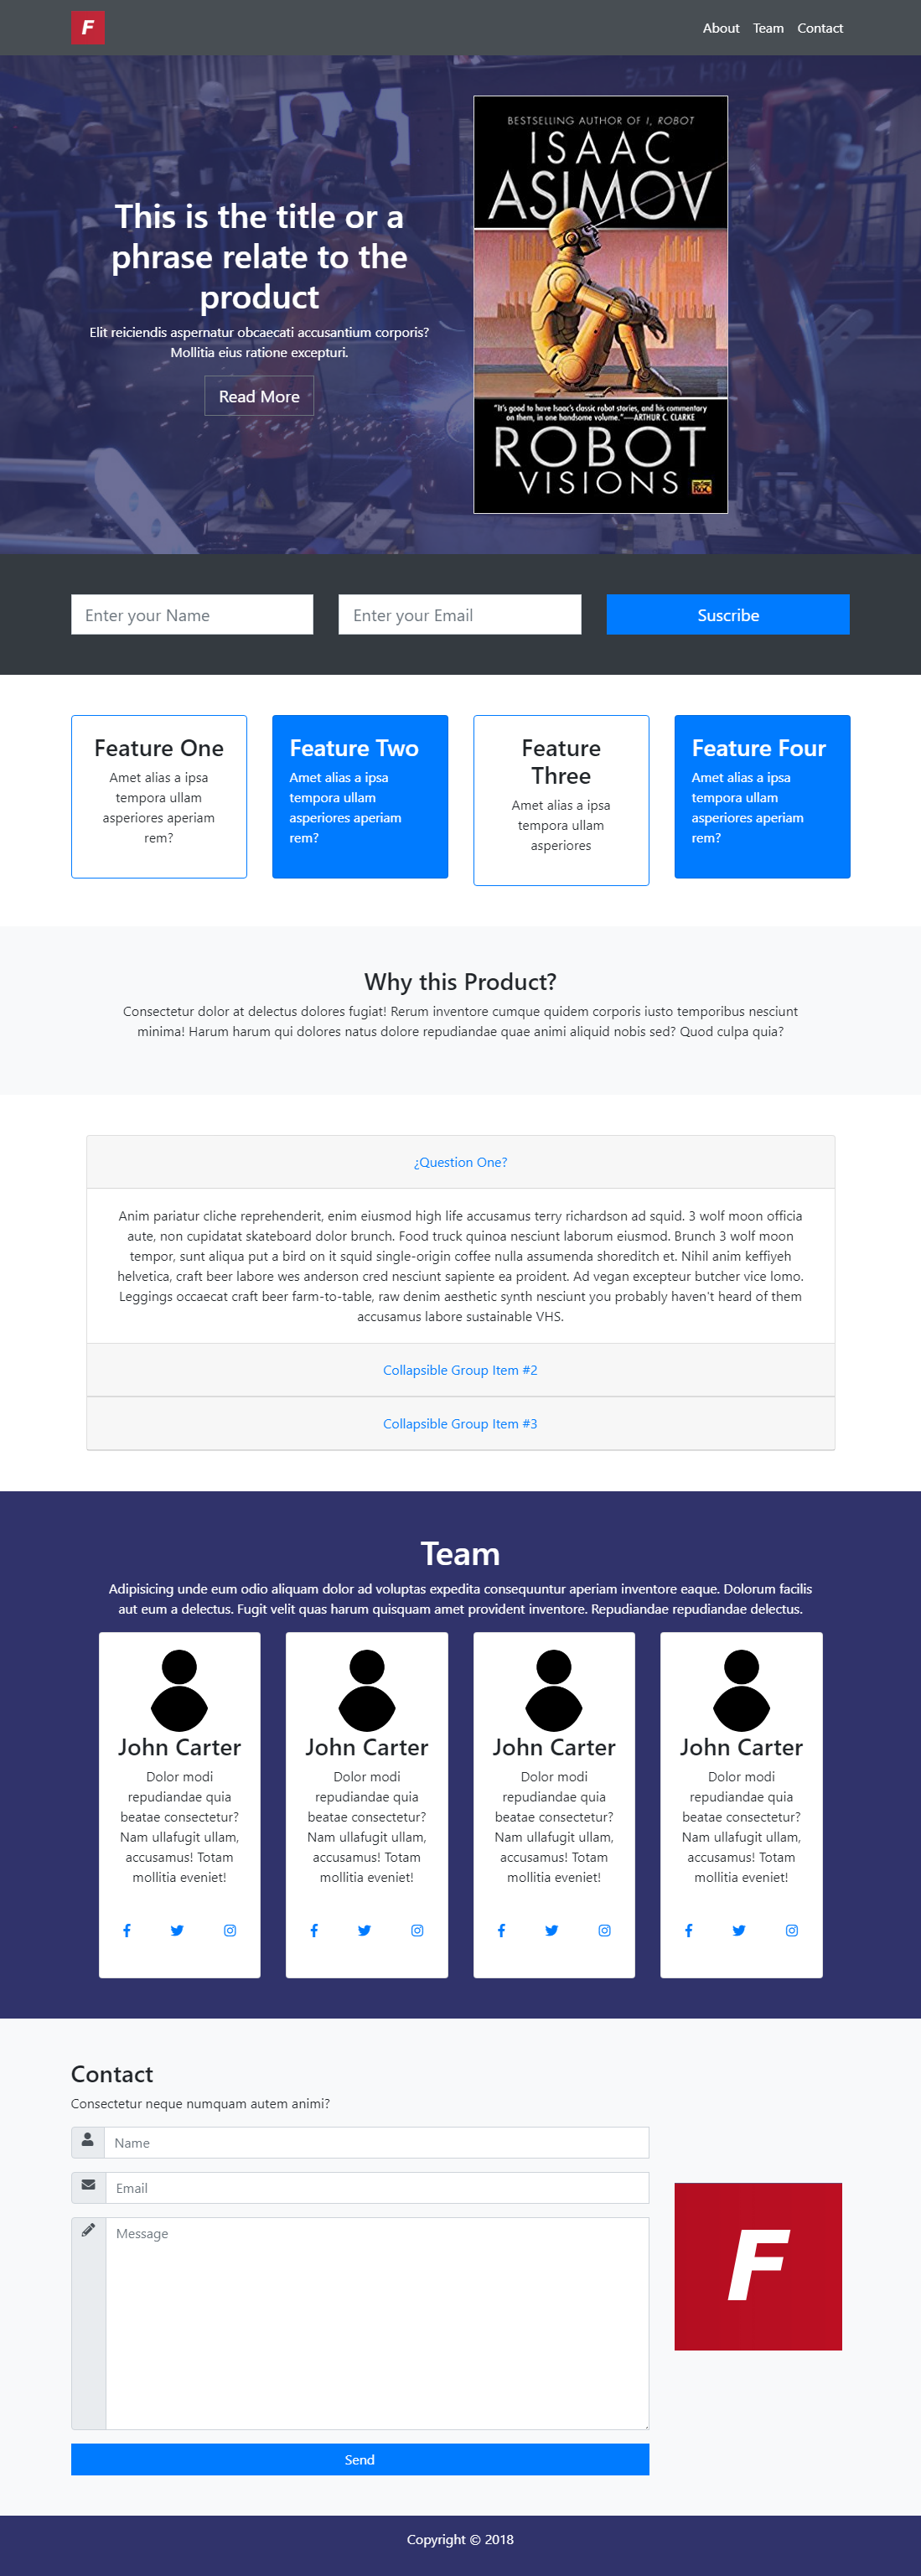 F
About Team Contact
This is the title or a
phrase relate to the
product
Elit reiciendis aspernatur obcaecati accusantium corporis?
Mollitia eius ratione excepturi.
Read More
BESTSELLING AUTHOR OF I, ROBOT
ISAAC
ASIMOV
"It's good to have Isaac's classic robot stories, and his commentary
on them, in one handsome volume."—ARTHUR C. CLARKE
ROBOT
VISIONS
ROC
Enter your Name
Enter your Email
Suscribe
Feature One
Amet alias a ipsa
tempora ullam
asperiores aperiam
rem?
Feature Two
Amet alias a ipsa
tempora ullam
asperiores aperiam
rem?
Feature
Three
Amet alias a ipsa
tempora ullam
asperiores
Feature Four
Amet alias a ipsa
tempora ullam
asperiores aperiam
rem?
Why this Product?
Consectetur dolor at delectus dolores fugiat! Rerum inventore cumque quidem corporis iusto temporibus nesciunt
minima! Harum harum qui dolores natus dolore repudiandae quae animi aliquid nobis sed? Quod culpa quia?
¿Question One?
Anim pariatur cliche reprehenderit, enim eiusmod high life accusamus terry richardson ad squid. 3 wolf moon officia
aute, non cupidatat skateboard dolor brunch. Food truck quinoa nesciunt laborum eiusmod. Brunch 3 wolf moon
tempor, sunt aliqua put a bird on it squid single-origin coffee nulla assumenda shoreditch et. Nihil anim keffiyeh
helvetica, craft beer labore wes anderson cred nesciunt sapiente ea proident. Ad vegan excepteur butcher vice lomo.
Leggings occaecat craft beer farm-to-table, raw denim aesthetic synth nesciunt you probably haven't heard of them
accusamus labore sustainable VHS.
Collapsible Group Item #2
Collapsible Group Item #3
Team
Adipisicing unde eum odio aliquam dolor ad voluptas expedita consequuntur aperiam inventore eaque. Dolorum facilis
aut eum a delectus. Fugit velit quas harum quisquam amet provident inventore. Repudiandae repudiandae delectus.
John Carter
Dolor modi
repudiandae quia
beatae consectetur?
Nam ullafugit ullam,
accusamus! Totam
mollitia eveniet!
John Carter
Dolor modi
repudiandae quia
beatae consectetur?
Nam ullafugit ullam,
accusamus! Totam
mollitia eveniet!
John Carter
Dolor modi
repudiandae quia
beatae consectetur?
Nam ullafugit ullam,
accusamus! Totam
mollitia eveniet!
John Carter
Dolor modi
repudiandae quia
beatae consectetur?
Nam ullafugit ullam,
accusamus! Totam
mollitia eveniet!
Contact
Consectetur neque numquam autem animi?
Name
Email
Message
Send
F
Copyright © 2018